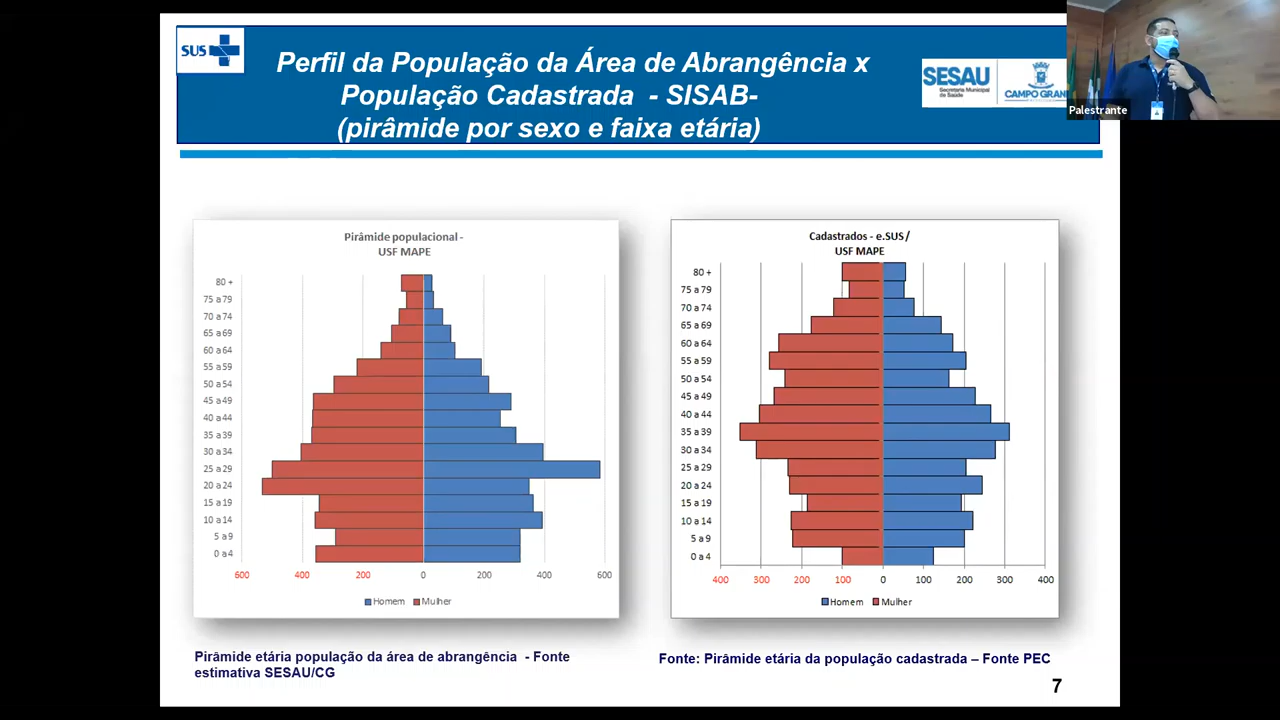 SUS
Perfil da População da Área de Abrangência x
População Cadastrada - SISAB-
(pirâmide por sexo e faixa etária)
SESAU
Secretaria Municipal
de Saúde
CAMPO GRAN
Palestrante
Pirâmide populacional -
USF MAPE
80 +
75 a 79
70 a 74
65 a 69
60 a 64
55 a 59
50 a 54
45 a 49
40 a 44
35 a 39
30 a 34
25 a 29
20 a 24
15 a 19
10 a 14
5 a 9
0 a 4
600 400 200 0 200 400 600
Homem Mulher
Cadastrados - e.SUS /
USF MAPE
80 +
75 a 79
70 a 74
65 a 69
60 a 64
55 a 59
50 a 54
45 a 49
40 a 44
35 a 39
30 a 34
25 a 29
20 a 24
15 a 19
10 a 14
5 a 9
0 a 4
400 300 200 100 0 100 200 300 400
Homem Mulher
Pirâmide etária população da área de abrangência - Fonte
estimativa SESAU/CG
Fonte: Pirâmide etária da população cadastrada – Fonte PEC
7